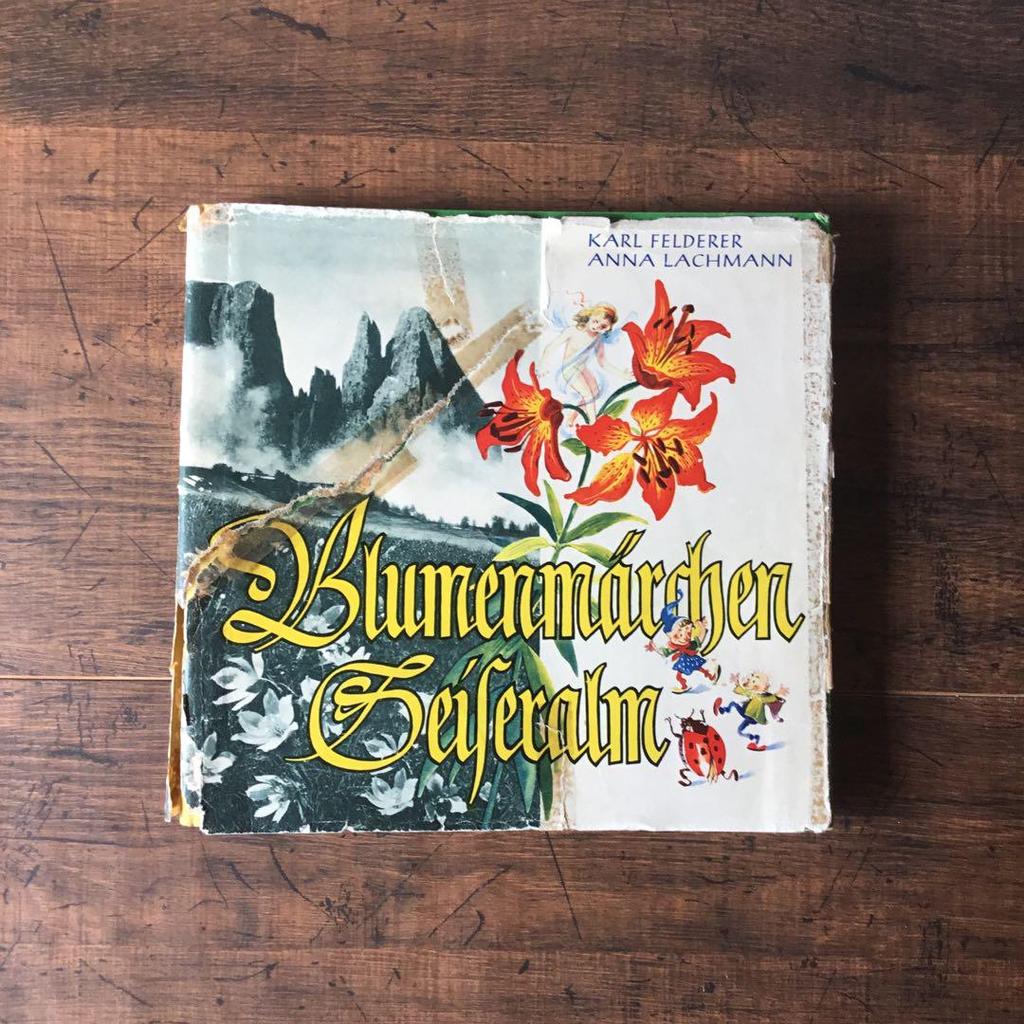 KARL FELDERER
ANNA LACHMANN
Blumenmärchen
Seiſeralm